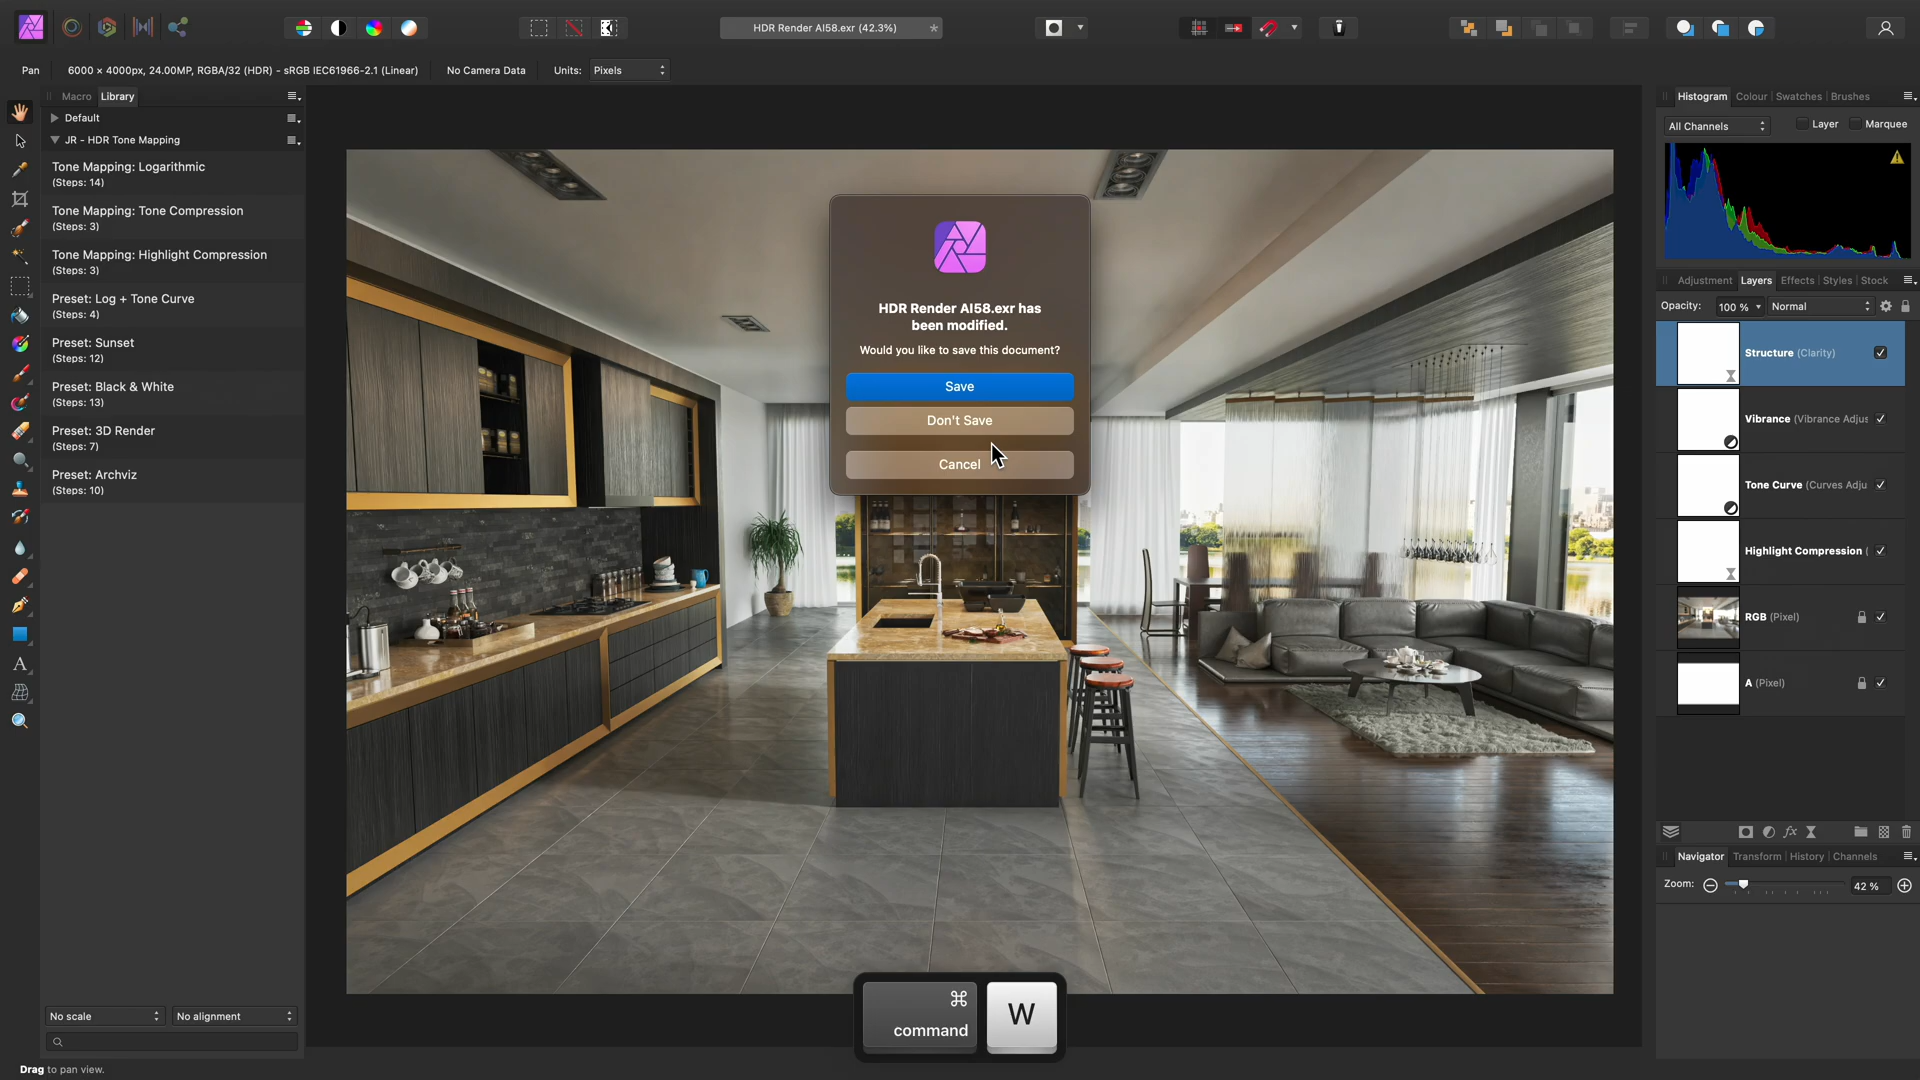 HDR Render AI58.exr (42.3%)
Pan
6000 × 4000px, 24.00MP, RGBA/32 (HDR) - sRGB IEC61966-2.1 (Linear)
No Camera Data
Units: Pixels
Macro
Library
Default
JR - HDR Tone Mapping
Tone Mapping: Logarithmic
(Steps: 14)
Tone Mapping: Tone Compression
(Steps: 3)
Tone Mapping: Highlight Compression
(Steps: 3)
Preset: Log + Tone Curve
(Steps: 4)
Preset: Sunset
(Steps: 12)
Preset: Black & White
(Steps: 13)
Preset: 3D Render
(Steps: 7)
Preset: Archviz
(Steps: 10)
No scale
No alignment
Drag to pan view.
HDR Render AI58.exr has
been modified.
Would you like to save this document?
Save
Don't Save
Cancel
⌘
command
W
Histogram
Colour
Swatches
Brushes
All Channels
Layer
Marquee
Adjustment
Layers
Effects
Styles
Stock
Opacity: 100 %
Normal
Structure (Clarity)
Vibrance (Vibrance Adjus
Tone Curve (Curves Adju
Highlight Compression (
RGB (Pixel)
A (Pixel)
Navigator
Transform
History
Channels
Zoom:
42 %